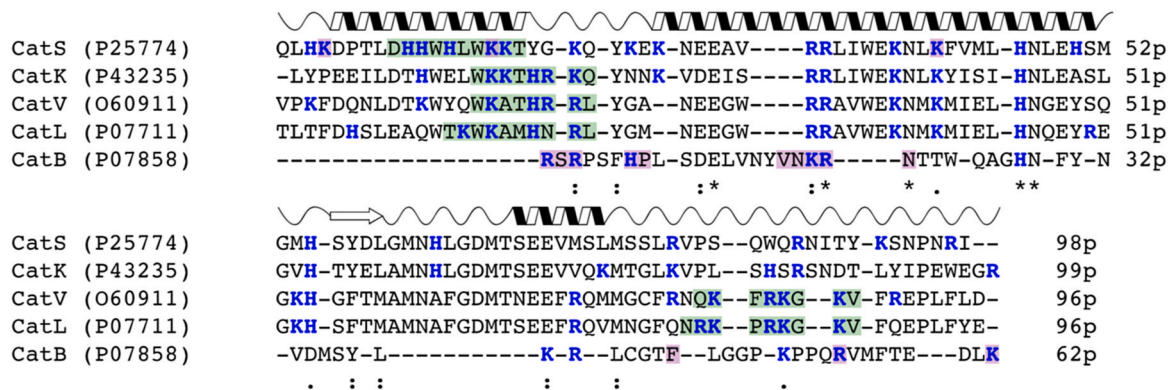 CatS (P25774) QLHKDPTLDHHWHLWKKTYG-KQ-YKEK-NEEAV----RRLIWEKNLKFVML-HNLEHSM 52p
CatK (P43235) -LYPEEILDTHWELWKKTHR-KQ-YNNK-VDEIS----RRLIWEKNLKYISI-HNLEASL 51p
CatV (O60911) VPKFDQNLDTKWYQWKATHR-RL-YGA--NEEGW----RRAVWEKNMKMIEL-HNGEYSQ 51p
CatL (P07711) TLTFDHSLEAQWTKWKAMHN-RL-YGM--NEEGW----RRAVWEKNMKMIEL-HNQEYRE 51p
CatB (P07858) -------------------RSRPSFHPL-SDELVNYVNKR-----NTTW-QAGHN-FY-N 32p
: : :* :* * . **
CatS (P25774) GMH-SYDLGMNHLGDMTSEEVMSLMSSLRVPS--QWQRNITY-KSNPNRI-- 98p
CatK (P43235) GVH-TYELAMNHLGDMTSEEVVQKMTGLKVPL--SHSRSNDT-LYIPEWEGR 99p
CatV (O60911) GKH-GFTMAMNAFGDMTNEEFRQMMGCFRNQK--FRKG--KV-FREPLFLD- 96p
CatL (P07711) GKH-SFTMAMNAFGDMTSEEFRQVMNGFQNRK--PRKG--KV-FQEPLFYE- 96p
CatB (P07858) -VDMSY-L-----------K-R--LCGTF--LGGP-KPPQRVMFTE---DLK 62p
. : : : : .